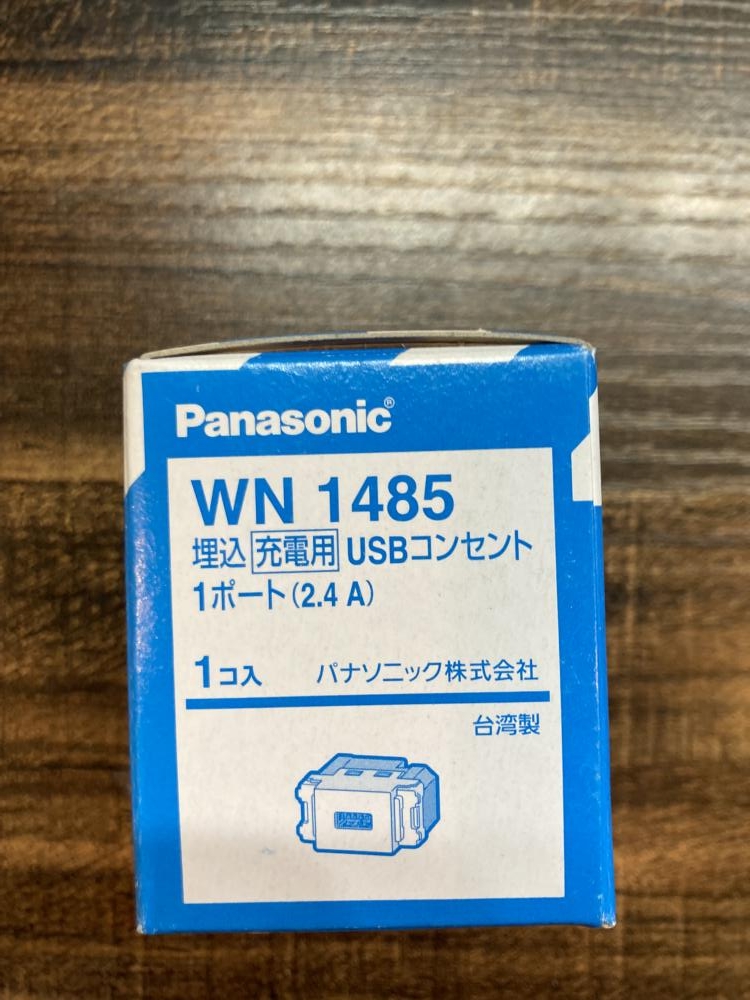 Panasonic®
WN 1485
埋込 充電用 USBコンセント
1ポート(2.4 A)
1コ入 パナソニック株式会社
台湾製